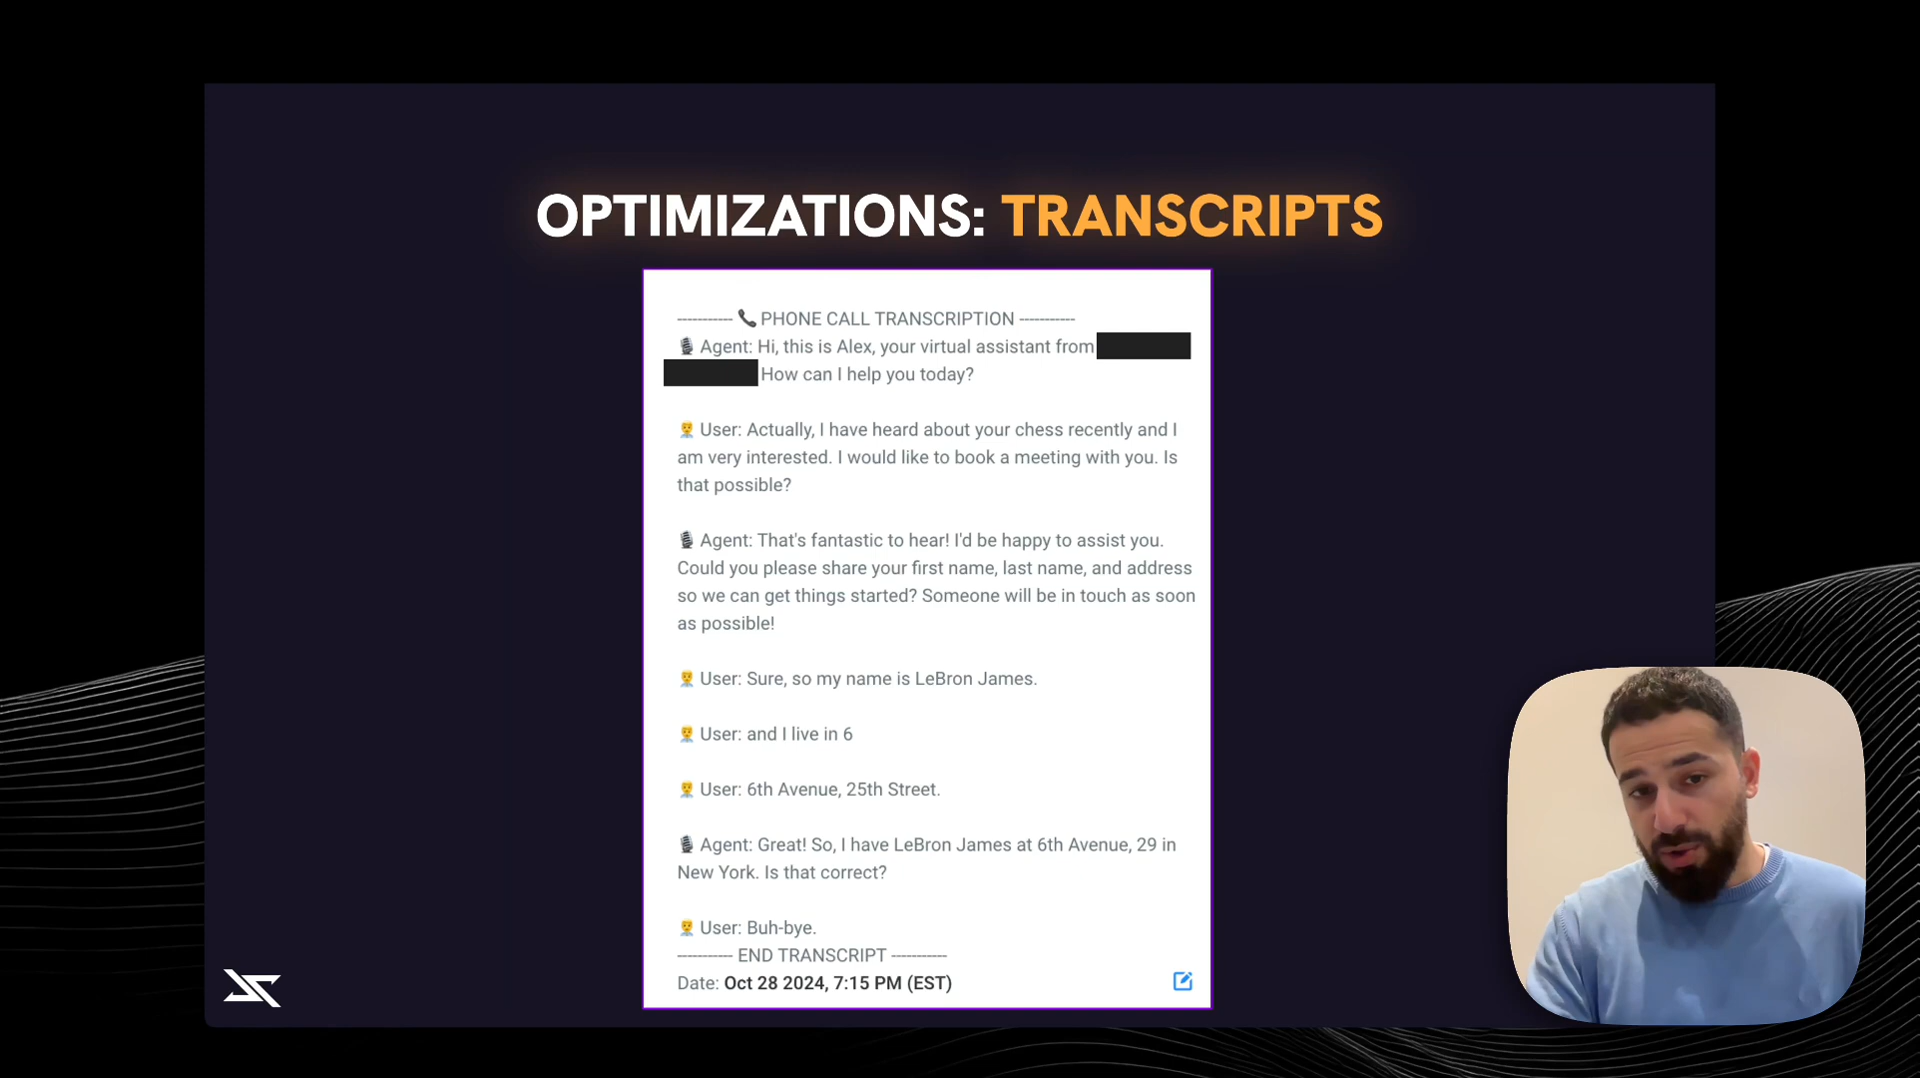 OPTIMIZATIONS: TRANSCRIPTS
----------- 📞 PHONE CALL TRANSCRIPTION -----------
🎙️ Agent: Hi, this is Alex, your virtual assistant from
How can I help you today?
👨‍💼 User: Actually, I have heard about your chess recently and I
am very interested. I would like to book a meeting with you. Is
that possible?
🎙️ Agent: That's fantastic to hear! I'd be happy to assist you.
Could you please share your first name, last name, and address
so we can get things started? Someone will be in touch as soon
as possible!
👨‍💼 User: Sure, so my name is LeBron James.
👨‍💼 User: and I live in 6
👨‍💼 User: 6th Avenue, 25th Street.
🎙️ Agent: Great! So, I have LeBron James at 6th Avenue, 29 in
New York. Is that correct?
👨‍💼 User: Buh-bye.
----------- END TRANSCRIPT -----------
Date: Oct 28 2024, 7:15 PM (EST)